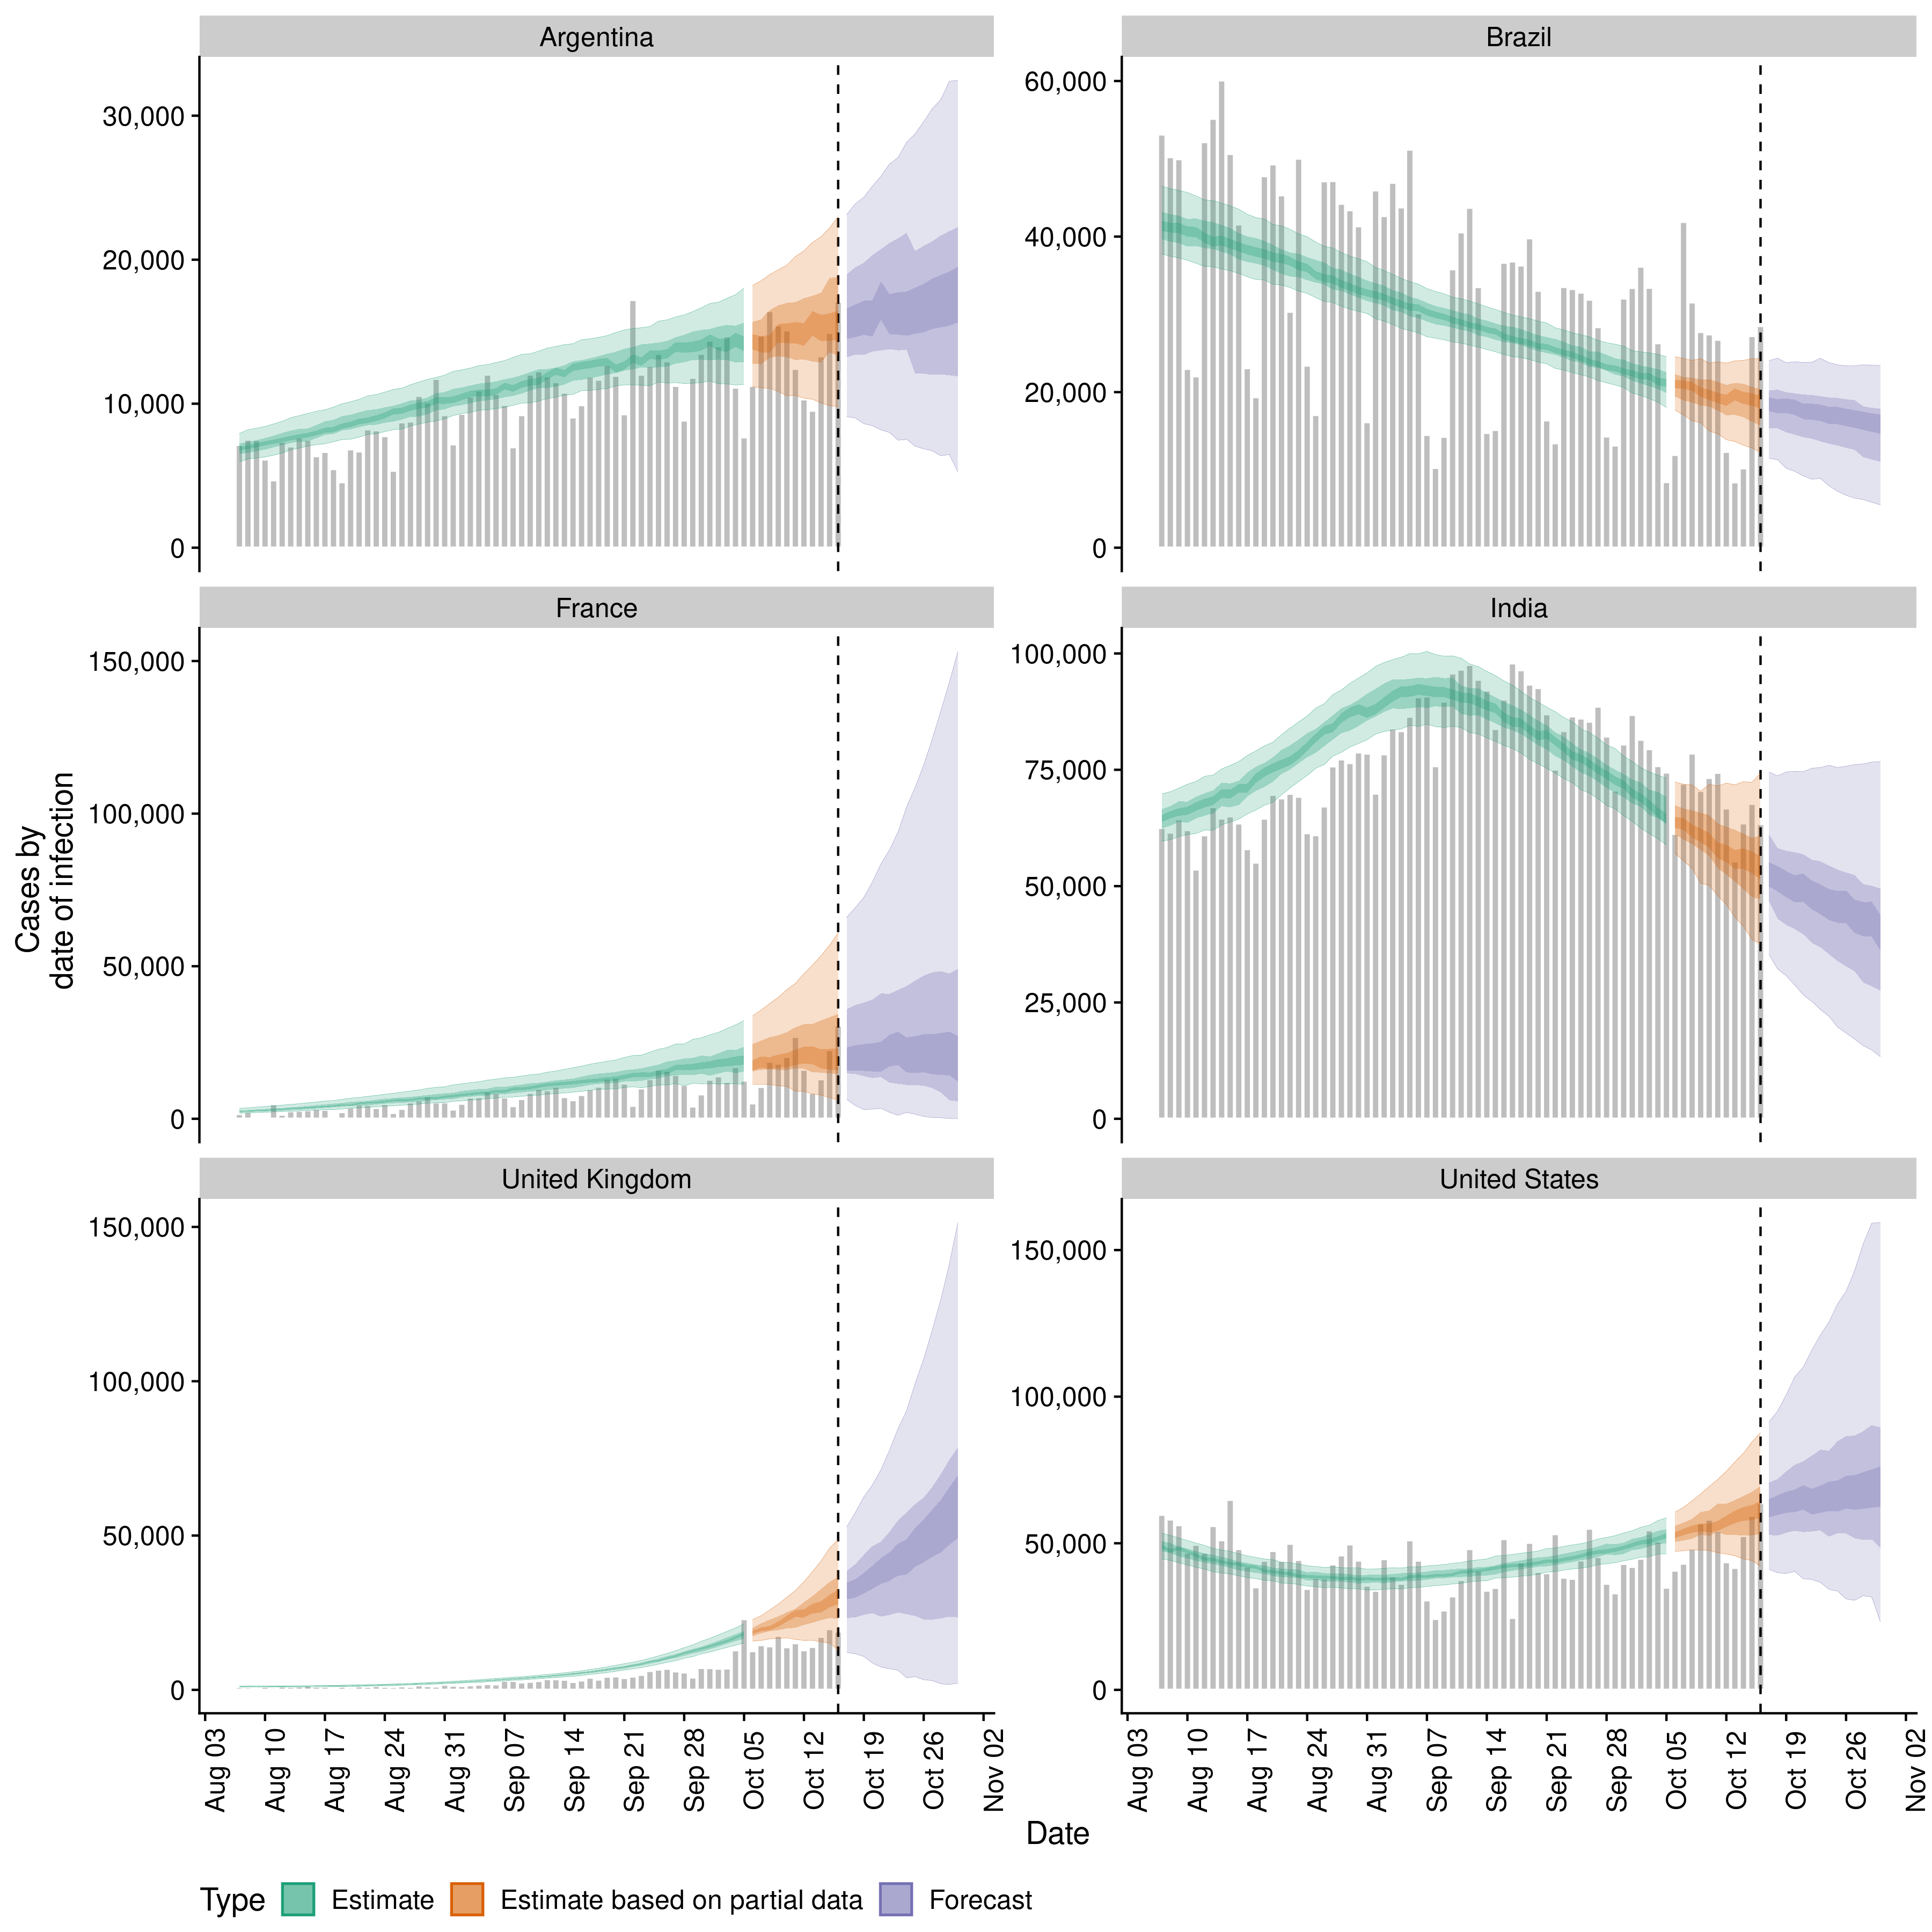 Argentina
Brazil
30,000
20,000
10,000
0
60,000
40,000
20,000
0
France
India
150,000
100,000
50,000
0
100,000
75,000
50,000
25,000
0
Cases by
date of infection
United Kingdom
United States
150,000
100,000
50,000
0
150,000
100,000
50,000
0
Aug 03
Aug 10
Aug 17
Aug 24
Aug 31
Sep 07
Sep 14
Sep 21
Sep 28
Oct 05
Oct 12
Oct 19
Oct 26
Nov 02
Aug 03
Aug 10
Aug 17
Aug 24
Aug 31
Sep 07
Sep 14
Sep 21
Sep 28
Oct 05
Oct 12
Oct 19
Oct 26
Nov 02
Date
Type Estimate Estimate based on partial data Forecast